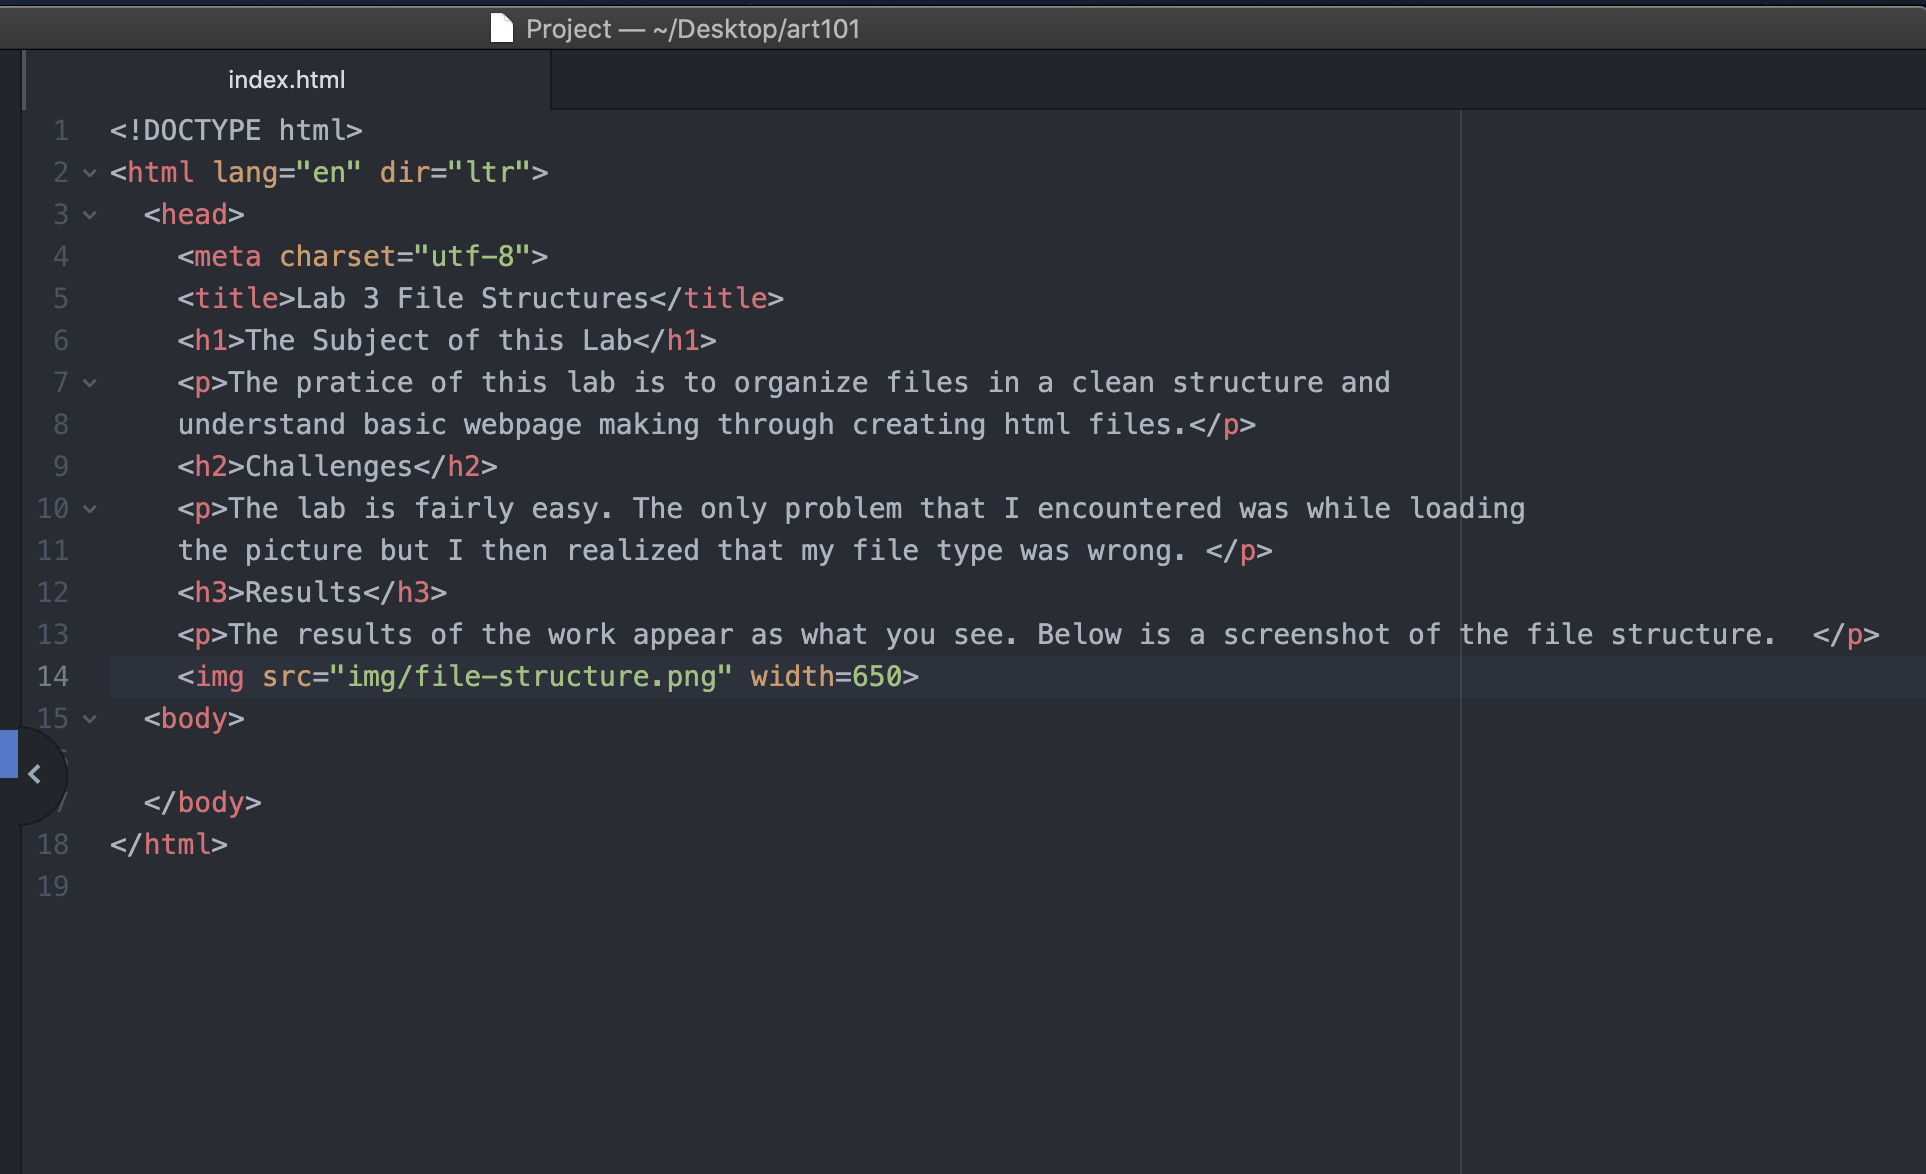 Project — ~/Desktop/art101
index.html
1 <!DOCTYPE html>
2 <html lang="en" dir="ltr">
3   <head>
4     <meta charset="utf-8">
5     <title>Lab 3 File Structures</title>
6     <h1>The Subject of this Lab</h1>
7     <p>The pratice of this lab is to organize files in a clean structure and
8     understand basic webpage making through creating html files.</p>
9     <h2>Challenges</h2>
10     <p>The lab is fairly easy. The only problem that I encountered was while loading
11     the picture but I then realized that my file type was wrong. </p>
12     <h3>Results</h3>
13     <p>The results of the work appear as what you see. Below is a screenshot of the file structure.  </p>
14     <img src="img/file-structure.png" width=650>
15   <body>
  </body>
18 </html>
19